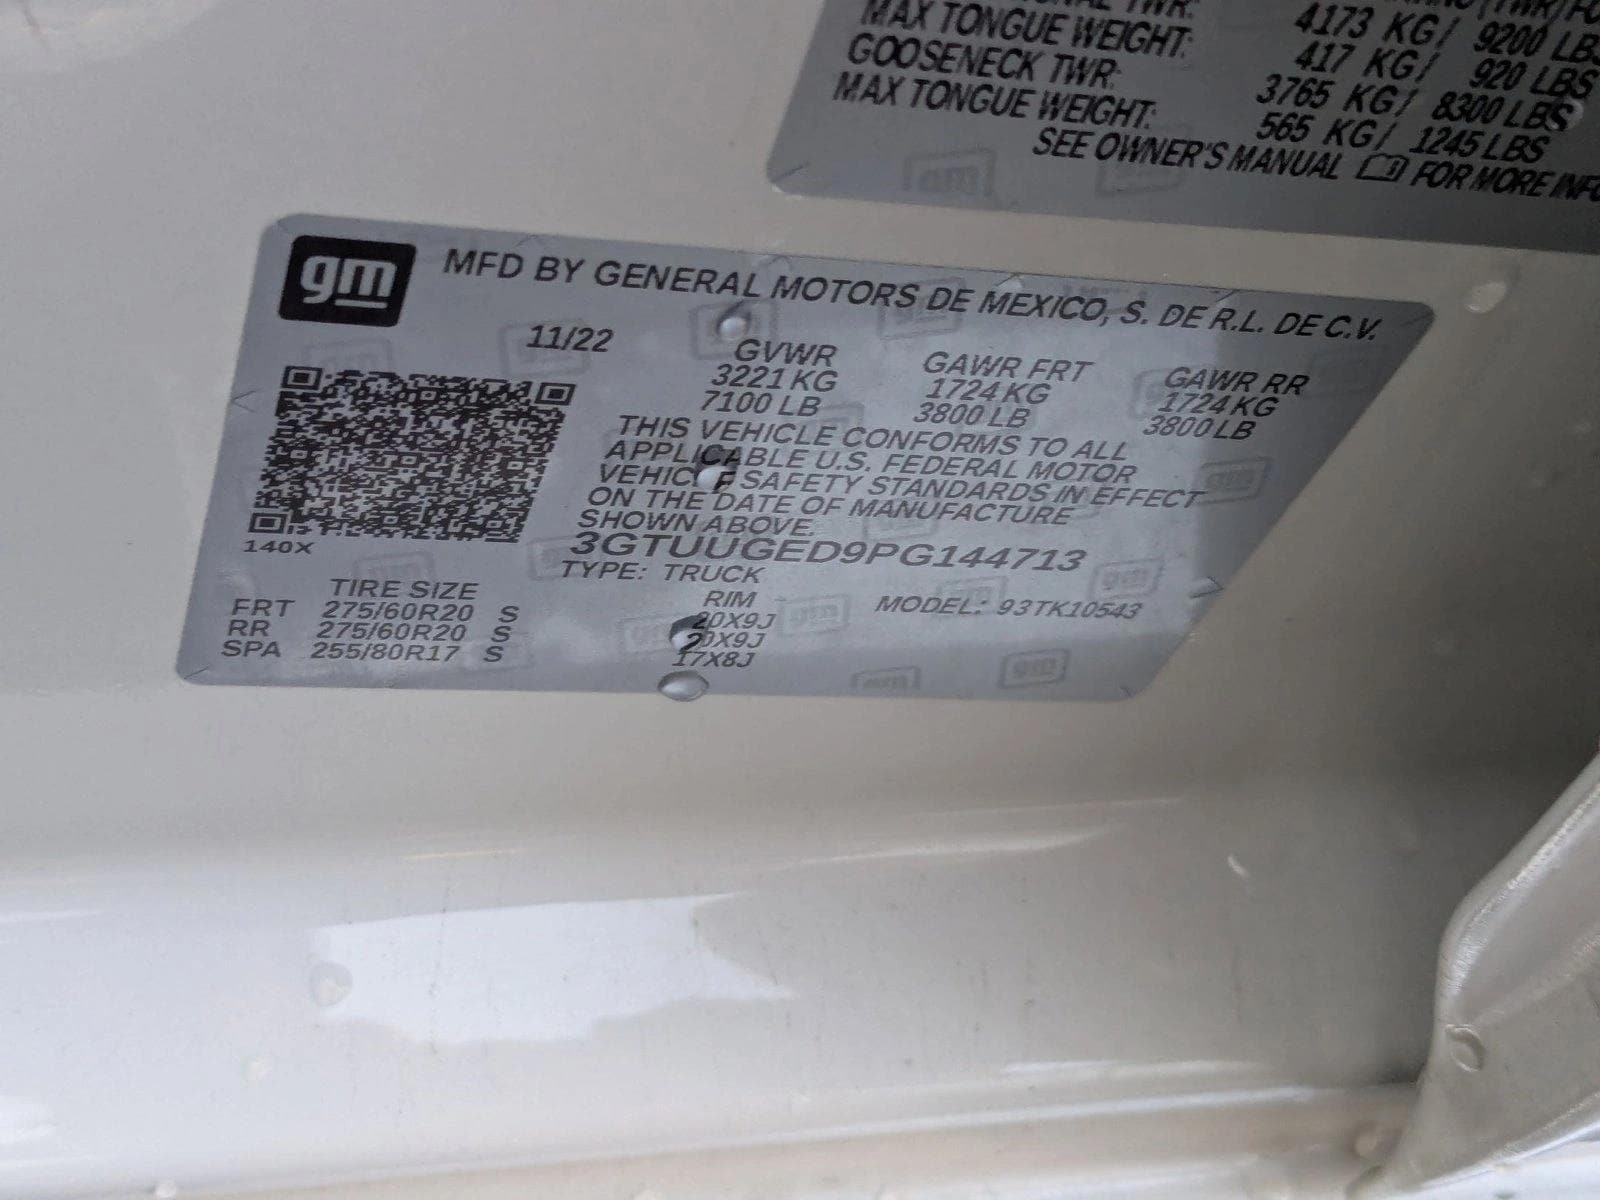 MAX TONGUE WEIGHT: 417 KG/ 920 LBS
GOOSENECK TWR: 3765 KG/ 8300 LBS
MAX TONGUE WEIGHT: 565 KG/ 1245 LBS
SEE OWNER'S MANUAL FOR MORE INFO
gm
MFD BY GENERAL MOTORS DE MEXICO, S. DE R.L. DE C.V.
11/22 GVWR GAWR FRT GAWR RR
3221 KG 1724 KG 1724 KG
7100 LB 3800 LB 3800 LB
THIS VEHICLE CONFORMS TO ALL
APPLICABLE U.S. FEDERAL MOTOR
VEHICLE SAFETY STANDARDS IN EFFECT
ON THE DATE OF MANUFACTURE
SHOWN ABOVE.
140X
3GTUUGED9PG144713
TYPE: TRUCK
TIRE SIZE RIM MODEL: 93TK10543
FRT 275/60R20 S 20X9J
RR 275/60R20 S 20X9J
SPA 255/80R17 S 17X8J